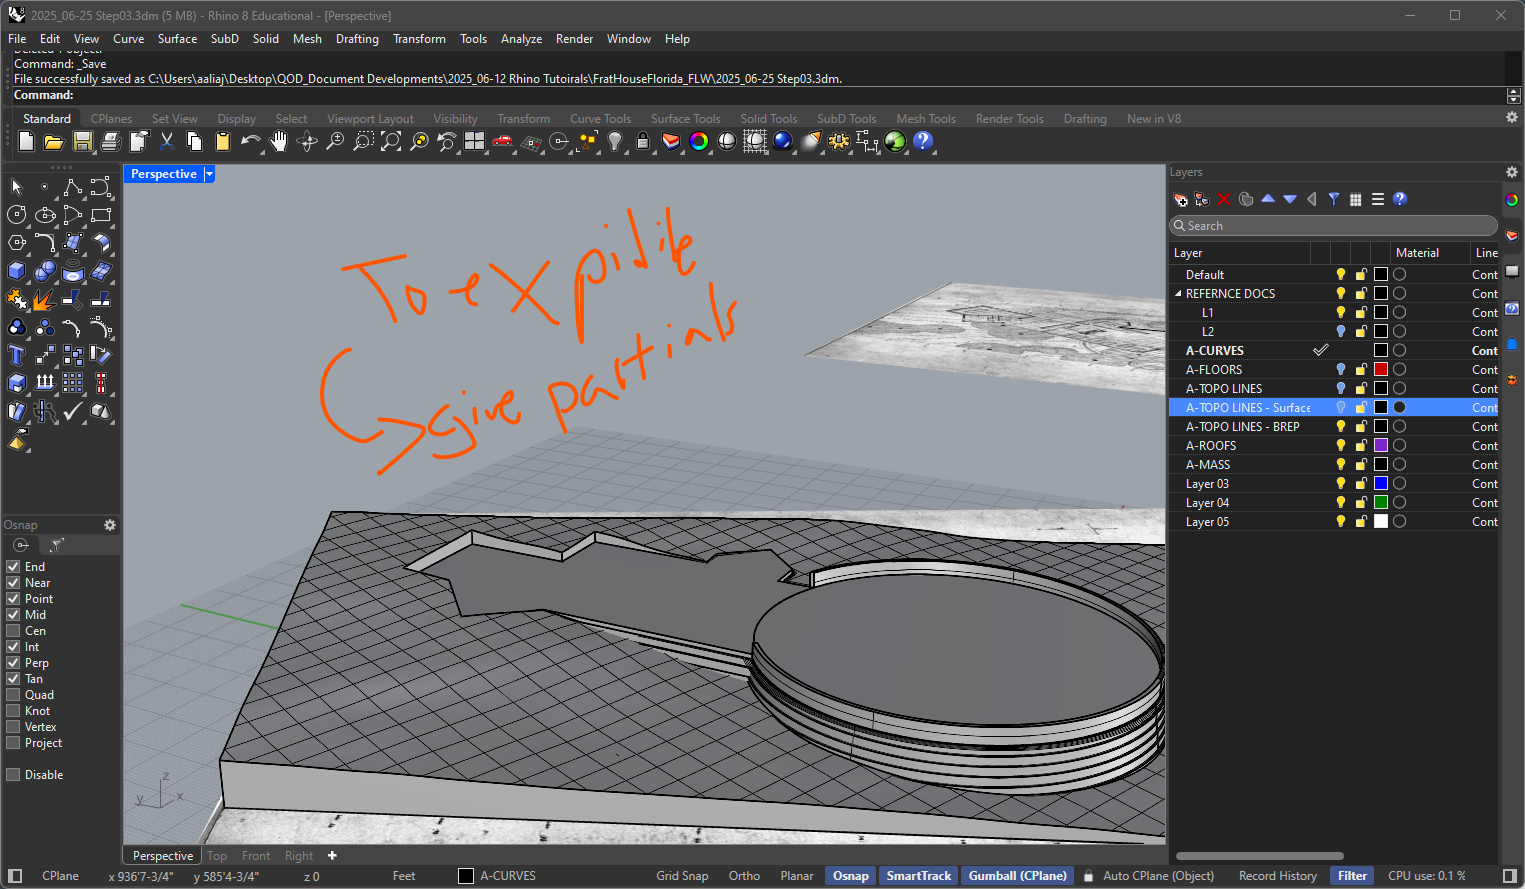 2025_06-25 Step03.3dm (5 MB) - Rhino 8 Educational - [Perspective]
File Edit View Curve Surface SubD Solid Mesh Drafting Transform Tools Analyze Render Window Help
Command: _Save
File successfully saved as C:\Users\aaliaj\Desktop\QOD_Document Developments\2025_06-12 Rhino Tutoirals\FratHouseFlorida_FLW\2025_06-25 Step03.3dm.
Command:
Standard CPlanes Set View Display Select Viewport Layout Visibility Transform Curve Tools Surface Tools Solid Tools SubD Tools Mesh Tools Render Tools Drafting New in V8
Perspective
To expidite
Give partials
Layers
Search
Layer Material Line
Default Cont
REFERNCE DOCS Cont
L1 Cont
L2 Cont
A-CURVES Cont
A-FLOORS Cont
A-TOPO LINES Cont
A-TOPO LINES - Surface Cont
A-TOPO LINES - BREP Cont
A-ROOFS Cont
A-MASS Cont
Layer 03 Cont
Layer 04 Cont
Layer 05 Cont
Osnap
End
Near
Point
Mid
Cen
Int
Perp
Tan
Quad
Knot
Vertex
Project
Disable
z
y x
Perspective Top Front Right
CPlane x 936'7-3/4" y 585'4-3/4" z 0 Feet A-CURVES Grid Snap Ortho Planar Osnap SmartTrack Gumball (CPlane) Auto CPlane (Object) Record History Filter CPU use: 0.1 %